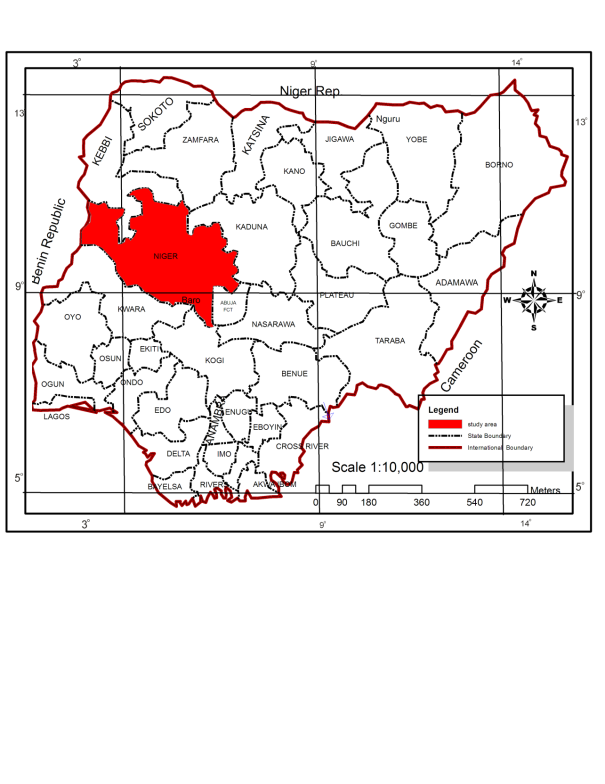 3° 9° 14°
Niger Rep
13 13°
SOKOTO
KEBBI
ZAMFARA
KATSINA
JIGAWA
Nguru
YOBE
BORNO
KANO
Benin Republic
KADUNA
GOMBE
BAUCHI
NIGER
ADAMAWA
9° 9°
Baro
ABUJA
FCT
PLATEAU
N
W E
S
OYO
KWARA
NASARAWA
TARABA
EKITI
OSUN
KOGI
BENUE
Cameroon
OGUN
ONDO
LAGOS
EDO
ANAMBRA
ENUGU
EBOYIN
CROSS RIVER
DELTA
IMO
BAYELSA
RIVERS
AKWA IBOM
Legend
study area
State Boundary
International Boundary
Scale 1:10,000
5° 5°
Meters
0 90 180 360 540 720
3° 9° 14°